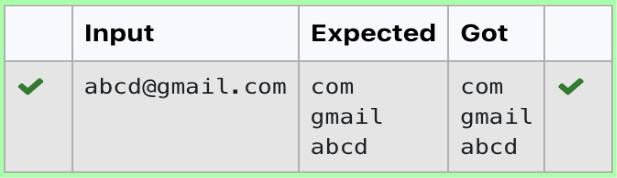 Input Expected Got
abcd@gmail.com com com
gmail gmail
abcd abcd